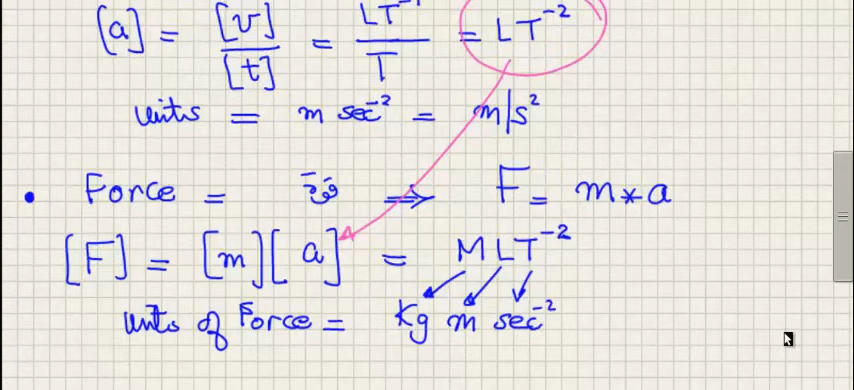 [a] = [v] / [t] = LT⁻¹ / T = LT⁻²
units = m sec⁻² = m/s²
• Force = قوة ⇒ F = m * a
[F] = [m][a] = MLT⁻²
units of Force = Kg m sec⁻²